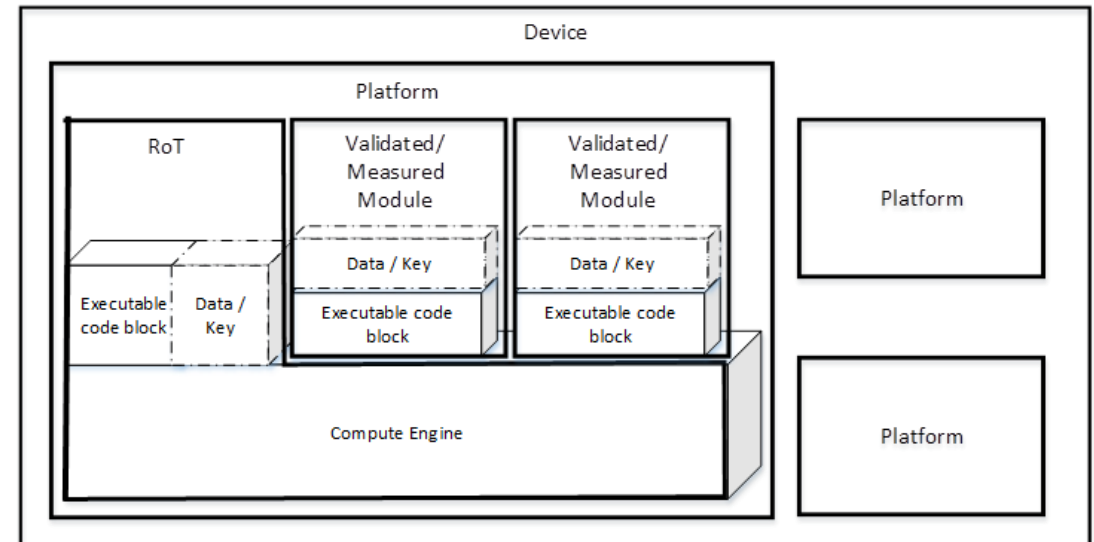 Device
Platform
RoT
Validated/
Measured
Module
Validated/
Measured
Module
Platform
Data / Key
Data / Key
Executable
code block
Data /
Key
Executable code
block
Executable code
block
Compute Engine
Platform